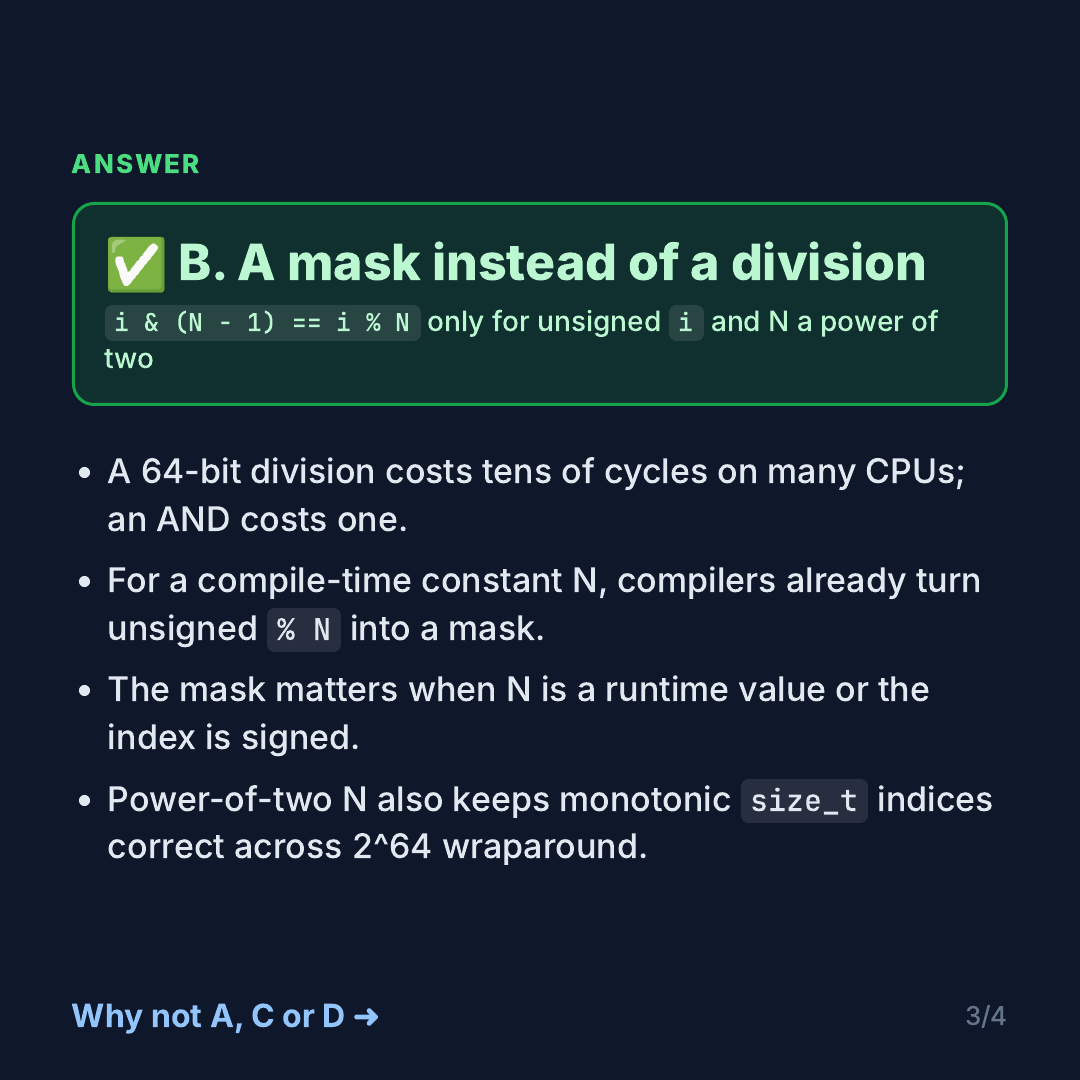 ANSWER
✅ B. A mask instead of a division
i & (N - 1) == i % N only for unsigned i and N a power of
two
• A 64-bit division costs tens of cycles on many CPUs;
an AND costs one.
• For a compile-time constant N, compilers already turn
unsigned % N into a mask.
• The mask matters when N is a runtime value or the
index is signed.
• Power-of-two N also keeps monotonic size_t indices
correct across 2^64 wraparound.
Why not A, C or D ➜
3/4